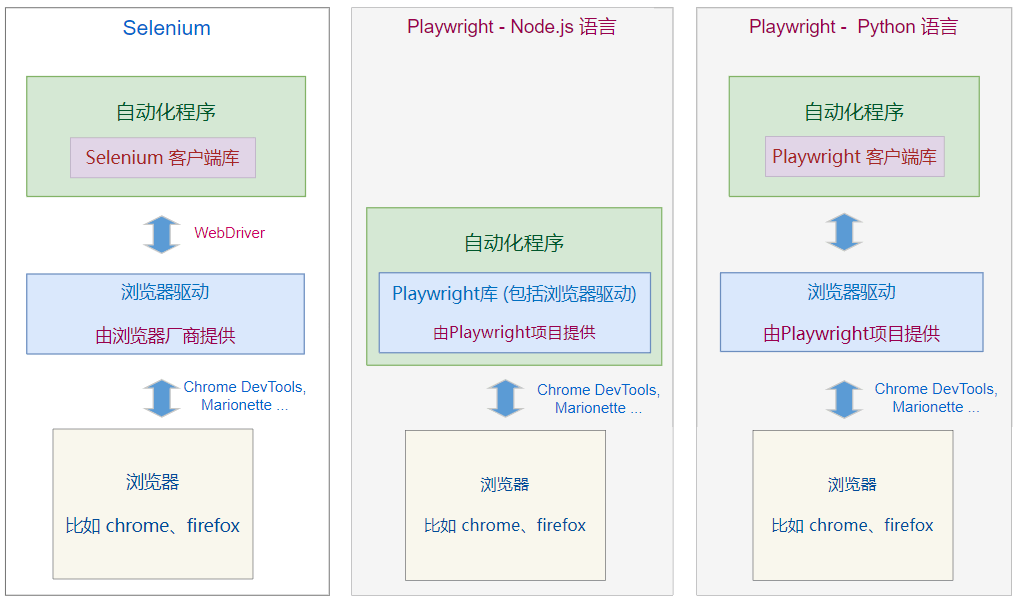 Selenium
自动化程序
Selenium 客户端库
WebDriver
浏览器驱动
由浏览器厂商提供
Chrome DevTools,
Marionette ...
浏览器
比如 chrome、firefox
Playwright - Node.js 语言
自动化程序
Playwright库 (包括浏览器驱动)
由Playwright项目提供
Chrome DevTools,
Marionette ...
浏览器
比如 chrome、firefox
Playwright - Python 语言
自动化程序
Playwright 客户端库
浏览器驱动
由Playwright项目提供
Chrome DevTools,
Marionette ...
浏览器
比如 chrome、firefox